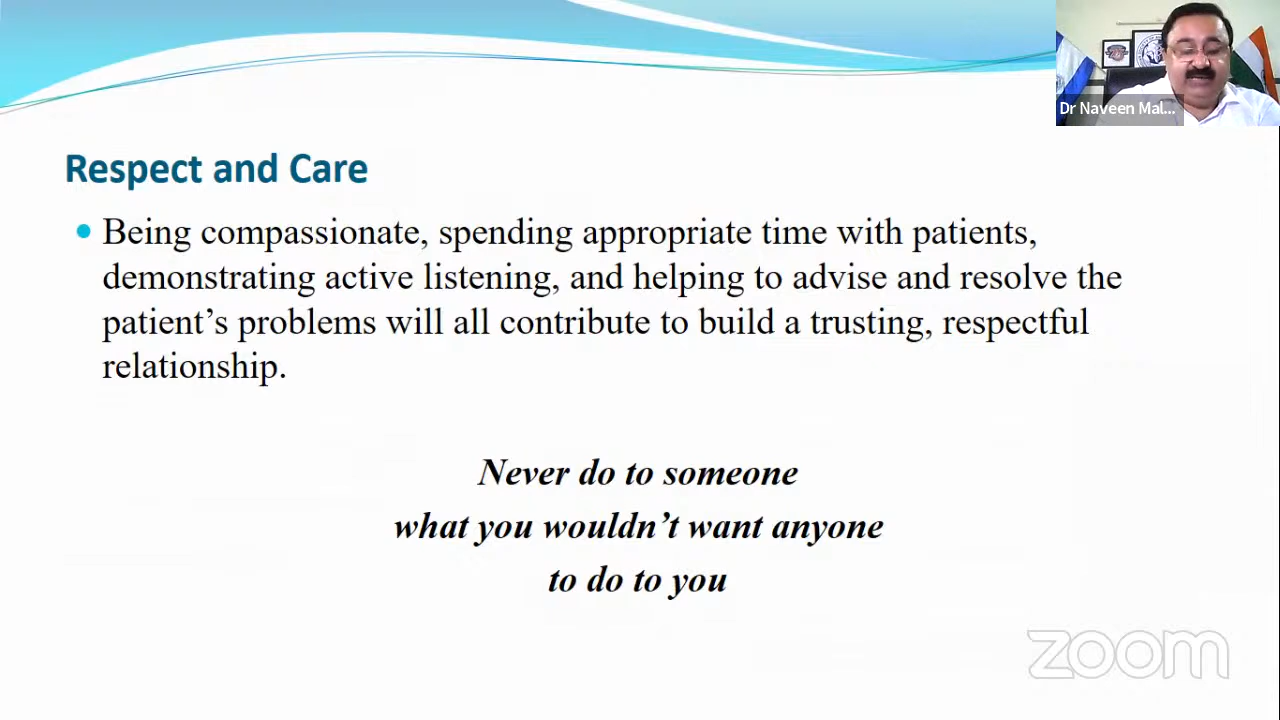 Dr Naveen Mal...
Respect and Care
Being compassionate, spending appropriate time with patients,
demonstrating active listening, and helping to advise and resolve the
patient’s problems will all contribute to build a trusting, respectful
relationship.
Never do to someone
what you wouldn’t want anyone
to do to you
zoom